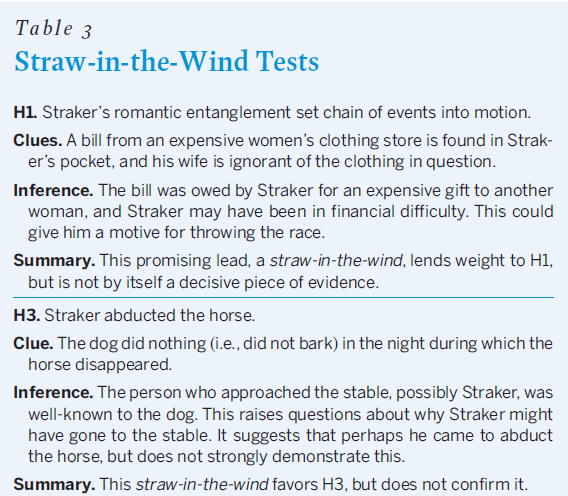 Table 3
Straw-in-the-Wind Tests
H1. Straker's romantic entanglement set chain of events into motion.
Clues. A bill from an expensive women's clothing store is found in Strak-
er's pocket, and his wife is ignorant of the clothing in question.
Inference. The bill was owed by Straker for an expensive gift to another
woman, and Straker may have been in financial difficulty. This could
give him a motive for throwing the race.
Summary. This promising lead, a straw-in-the-wind, lends weight to H1,
but is not by itself a decisive piece of evidence.
H3. Straker abducted the horse.
Clue. The dog did nothing (i.e., did not bark) in the night during which the
horse disappeared.
Inference. The person who approached the stable, possibly Straker, was
well-known to the dog. This raises questions about why Straker might
have gone to the stable. It suggests that perhaps he came to abduct
the horse, but does not strongly demonstrate this.
Summary. This straw-in-the-wind favors H3, but does not confirm it.